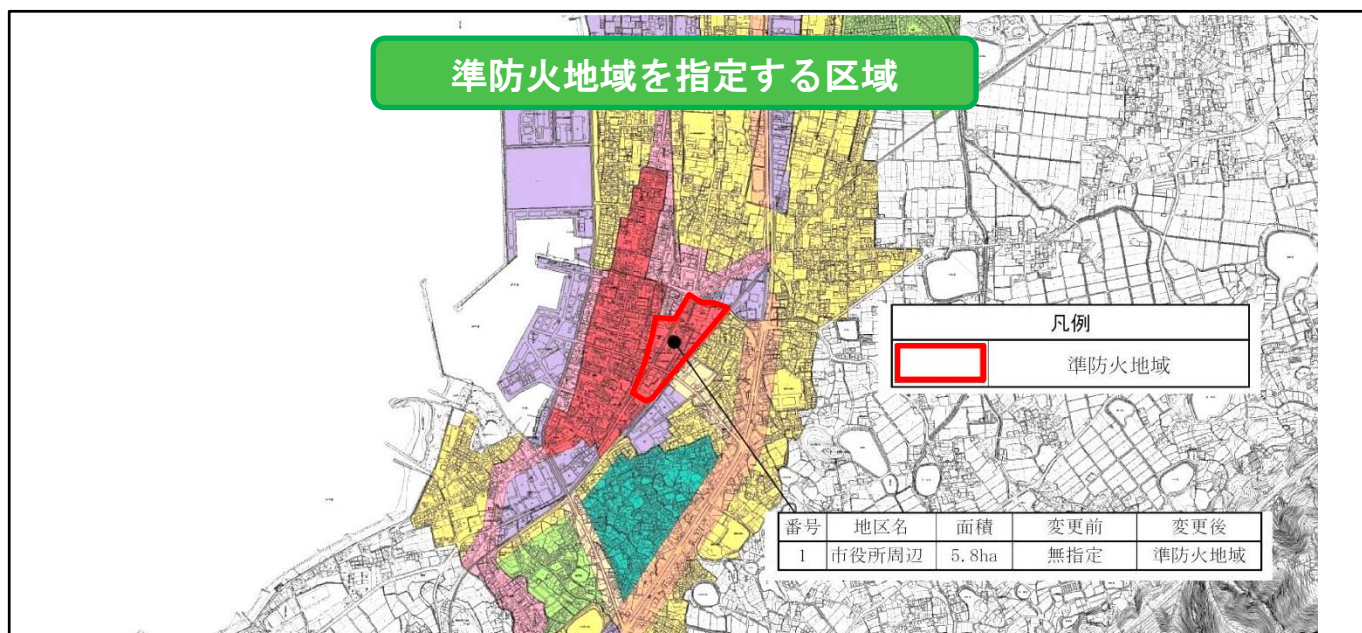 準防火地域を指定する区域
凡例
準防火地域
番号 地区名 面積 変更前 変更後
1 市役所周辺 5.8ha 無指定 準防火地域